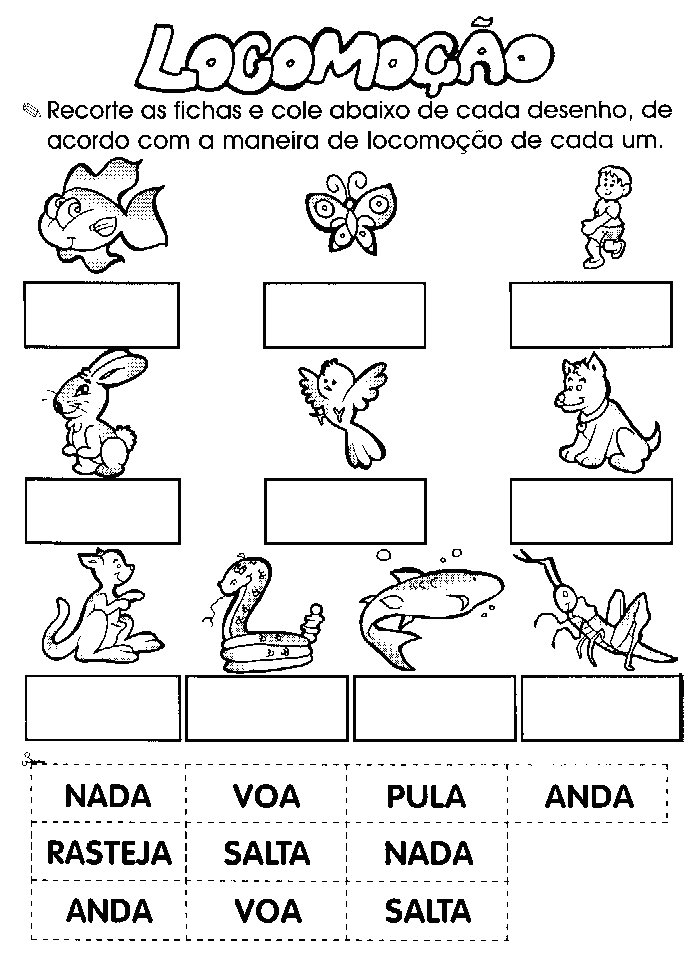 LOCOMOÇÃO
Recorte as fichas e cole abaixo de cada desenho, de
acordo com a maneira de locomoção de cada um.
NADA VOA PULA ANDA
RASTEJA SALTA NADA
ANDA VOA SALTA